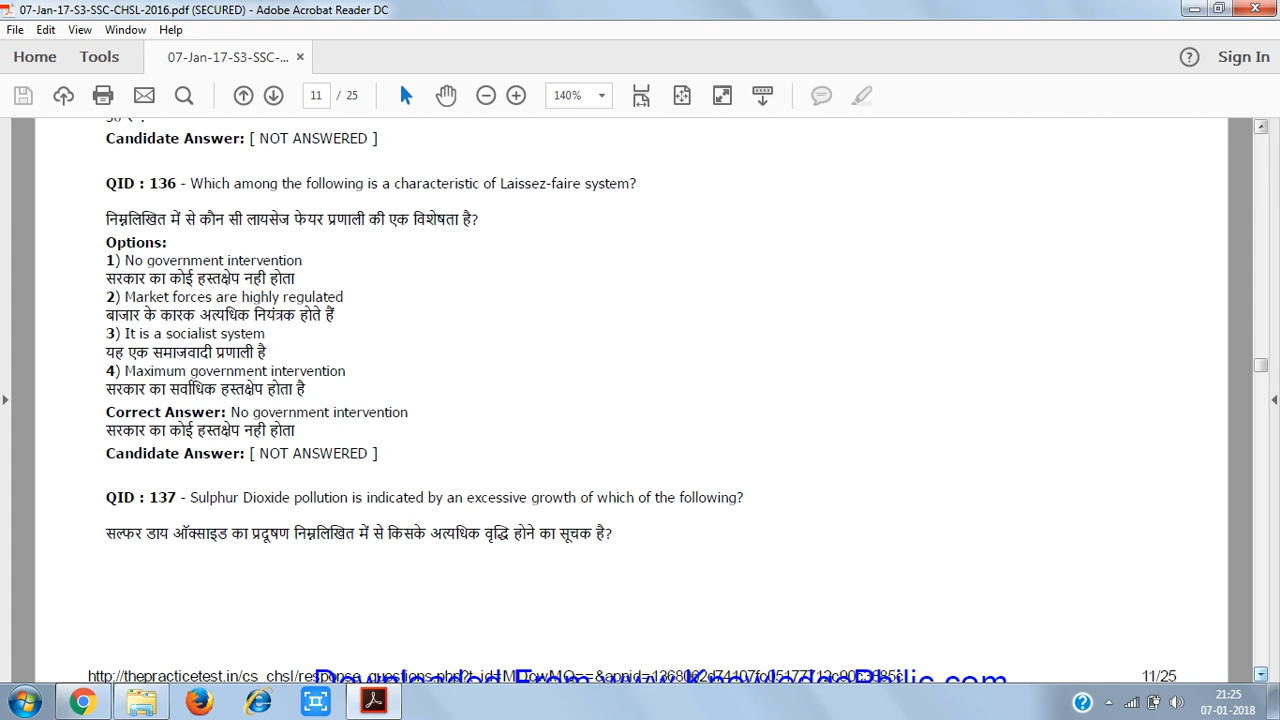 07-Jan-17-S3-SSC-CHSL-2016.pdf (SECURED) - Adobe Acrobat Reader DC
File Edit View Window Help
Home Tools 07-Jan-17-S3-SSC-... × Sign In
11 / 25 140%
Candidate Answer: [ NOT ANSWERED ]
QID : 136 - Which among the following is a characteristic of Laissez-faire system?
निम्नलिखित में से कौन सी लायसेज फेयर प्रणाली की एक विशेषता है?
Options:
1) No government intervention
सरकार का कोई हस्तक्षेप नही होता
2) Market forces are highly regulated
बाजार के कारक अत्यधिक नियंत्रक होते हैं
3) It is a socialist system
यह एक समाजवादी प्रणाली है
4) Maximum government intervention
सरकार का सर्वाधिक हस्तक्षेप होता है
Correct Answer: No government intervention
सरकार का कोई हस्तक्षेप नही होता
Candidate Answer: [ NOT ANSWERED ]
QID : 137 - Sulphur Dioxide pollution is indicated by an excessive growth of which of the following?
सल्फर डाय ऑक्साइड का प्रदूषण निम्नलिखित में से किसके अत्यधिक वृद्धि होने का सूचक है?
Downloaded From www.KnowledgePhilic.com
11/25
21:25
07-01-2018